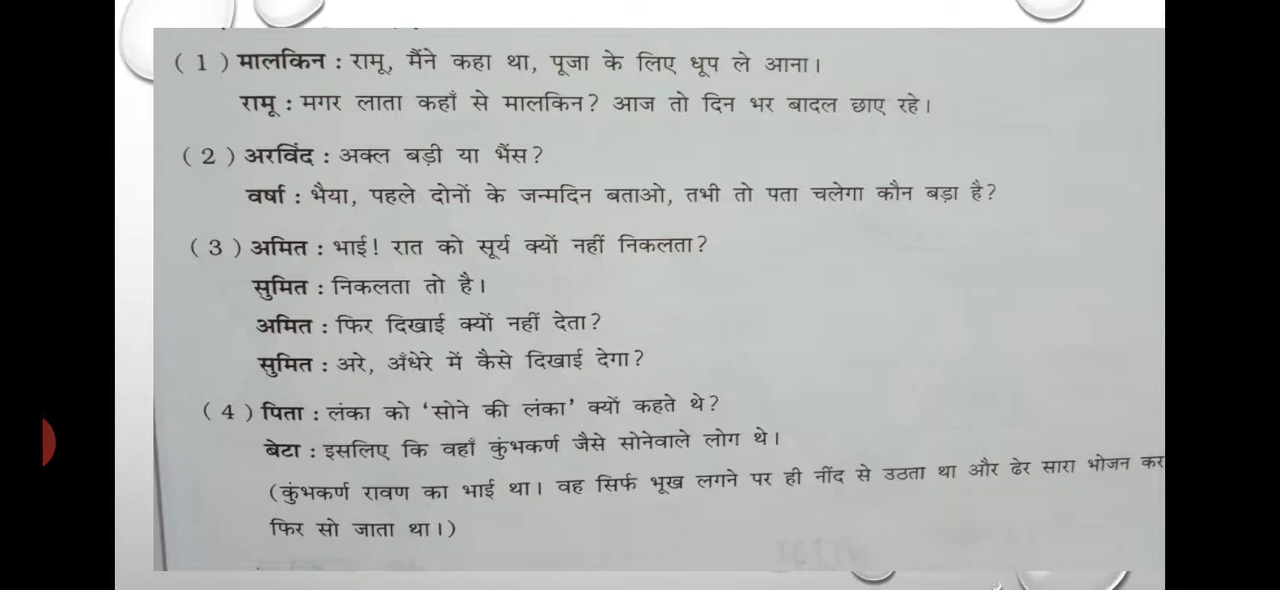 ( 1 ) मालकिन : रामू, मैंने कहा था, पूजा के लिए धूप ले आना।
रामू : मगर लाता कहाँ से मालकिन? आज तो दिन भर बादल छाए रहे।
( 2 ) अरविंद : अक्ल बड़ी या भैंस?
वर्षा : भैया, पहले दोनों के जन्मदिन बताओ, तभी तो पता चलेगा कौन बड़ा है?
( 3 ) अमित : भाई! रात को सूर्य क्यों नहीं निकलता?
सुमित : निकलता तो है।
अमित : फिर दिखाई क्यों नहीं देता?
सुमित : अरे, अँधेरे में कैसे दिखाई देगा?
( 4 ) पिता : लंका को ‘सोने की लंका’ क्यों कहते थे?
बेटा : इसलिए कि वहाँ कुंभकर्ण जैसे सोनेवाले लोग थे।
(कुंभकर्ण रावण का भाई था। वह सिर्फ भूख लगने पर ही नींद से उठता था और ढेर सारा भोजन कर
फिर सो जाता था।)